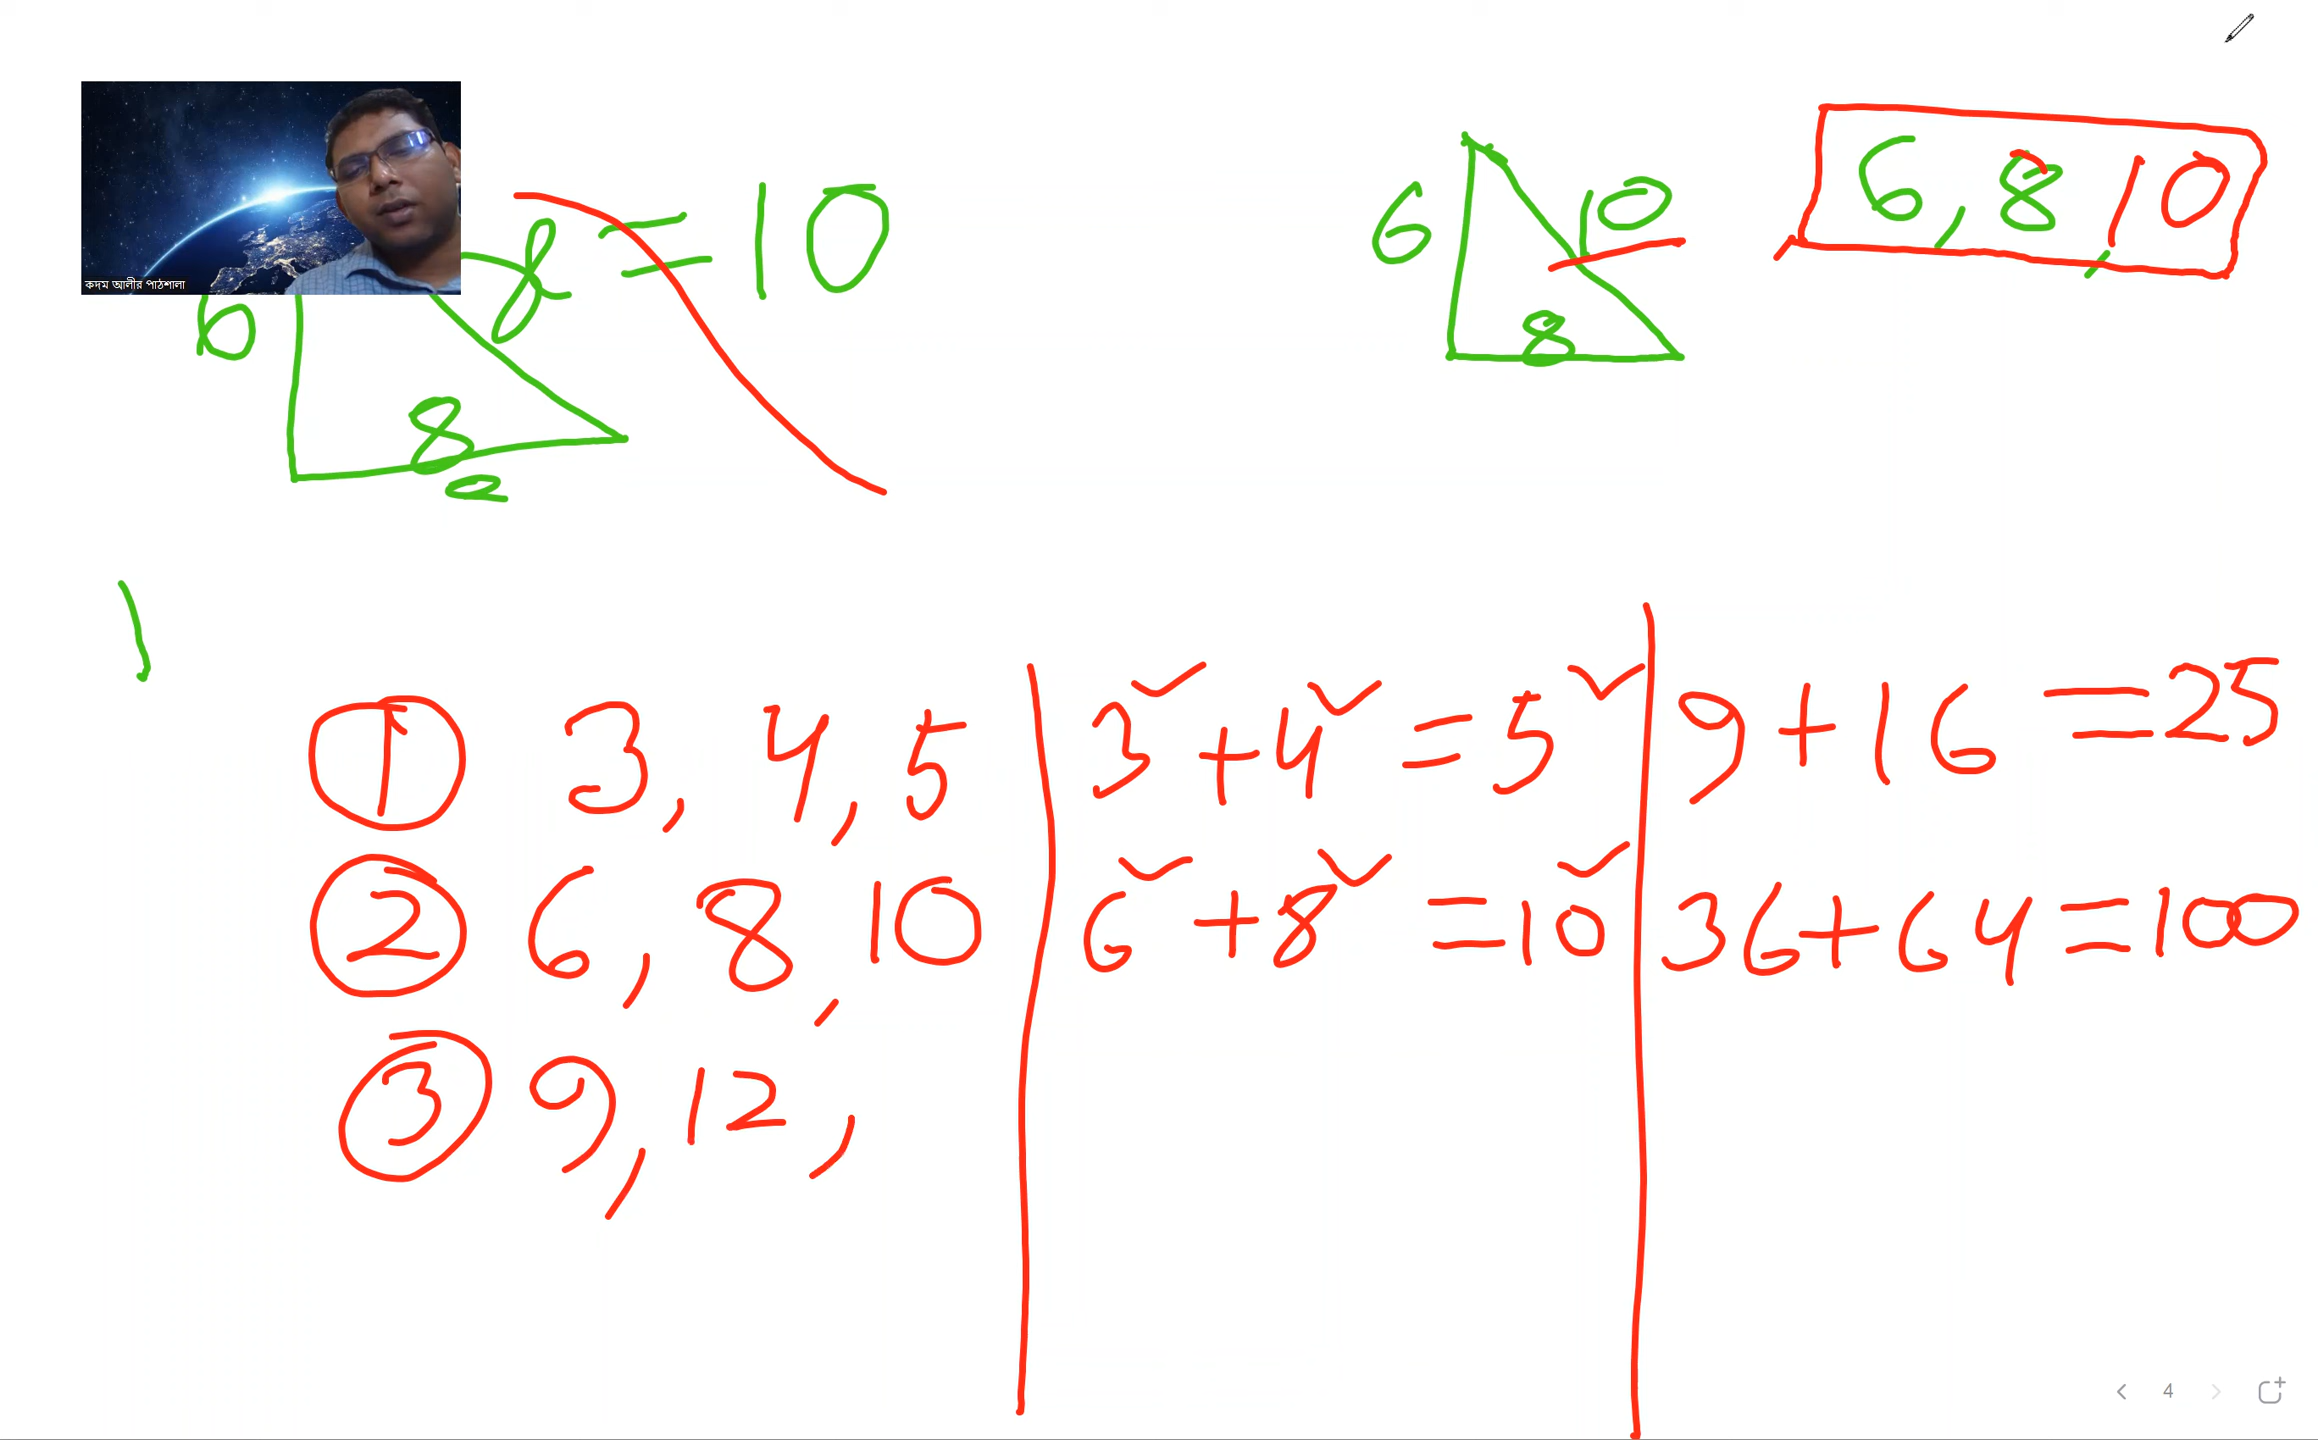 কদম আলীর পাঠশালা
= 10
6
8
a
6
10
8
6, 8, 10
① 3, 4, 5 3² + 4² = 5² 9 + 16 = 25
② 6, 8, 10 6² + 8² = 10² 36 + 64 = 100
③ 9, 12,
4